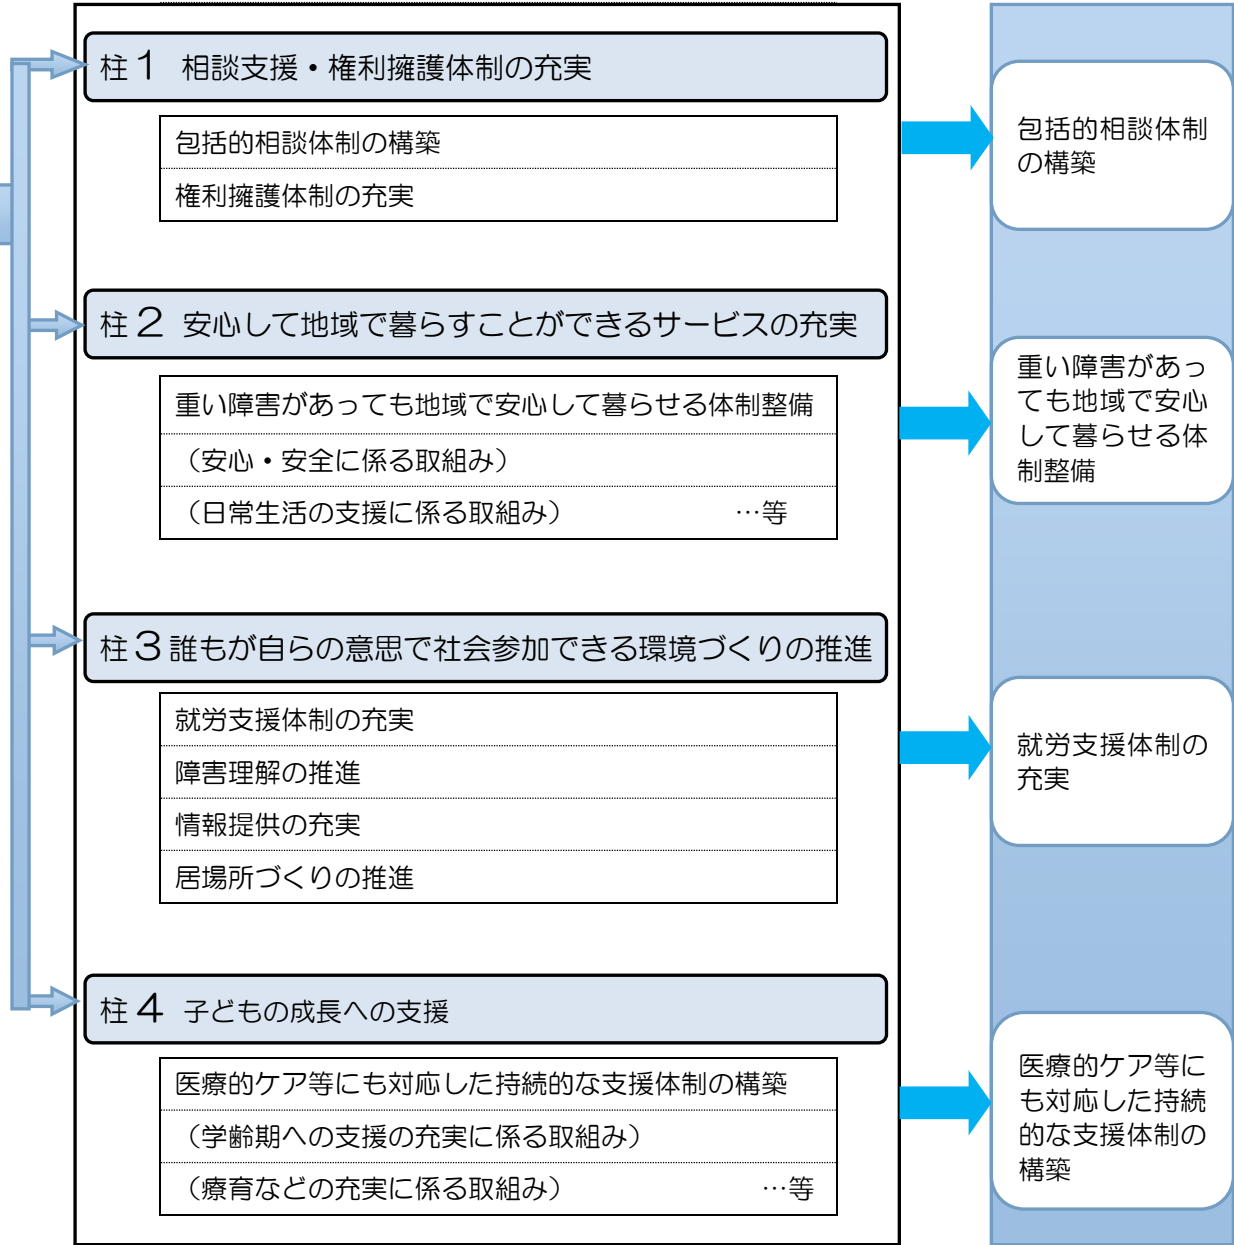 柱1 相談支援・権利擁護体制の充実
包括的相談体制の構築
権利擁護体制の充実
包括的相談体制
の構築
柱2 安心して地域で暮らすことができるサービスの充実
重い障害があっても地域で安心して暮らせる体制整備
（安心・安全に係る取組み）
（日常生活の支援に係る取組み） …等
重い障害があっ
ても地域で安心
して暮らせる体
制整備
柱3 誰もが自らの意思で社会参加できる環境づくりの推進
就労支援体制の充実
障害理解の推進
情報提供の充実
居場所づくりの推進
就労支援体制の
充実
柱4 子どもの成長への支援
医療的ケア等にも対応した持続的な支援体制の構築
（学齢期への支援の充実に係る取組み）
（療育などの充実に係る取組み） …等
医療的ケア等に
も対応した持続
的な支援体制の
構築